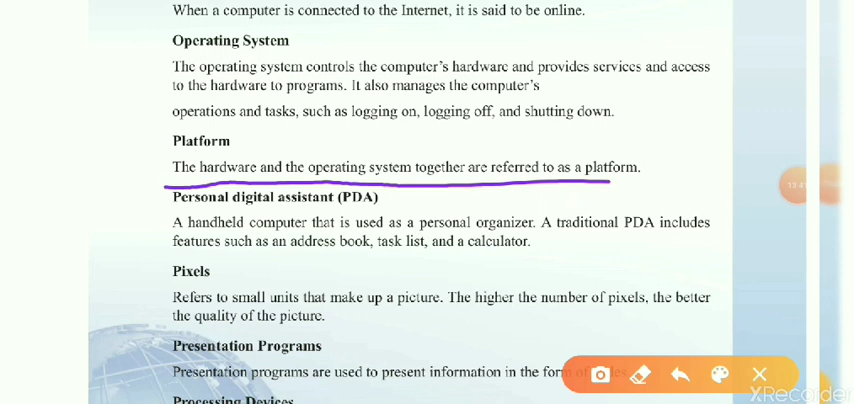 When a computer is connected to the Internet, it is said to be online.
Operating System
The operating system controls the computer's hardware and provides services and access
to the hardware to programs. It also manages the computer's
operations and tasks, such as logging on, logging off, and shutting down.
Platform
The hardware and the operating system together are referred to as a platform.
13:41
Personal digital assistant (PDA)
A handheld computer that is used as a personal organizer. A traditional PDA includes
features such as an address book, task list, and a calculator.
Pixels
Refers to small units that make up a picture. The higher the number of pixels, the better
the quality of the picture.
Presentation Programs
Presentation programs are used to present information in the form of
XRecorder
Processing Devices